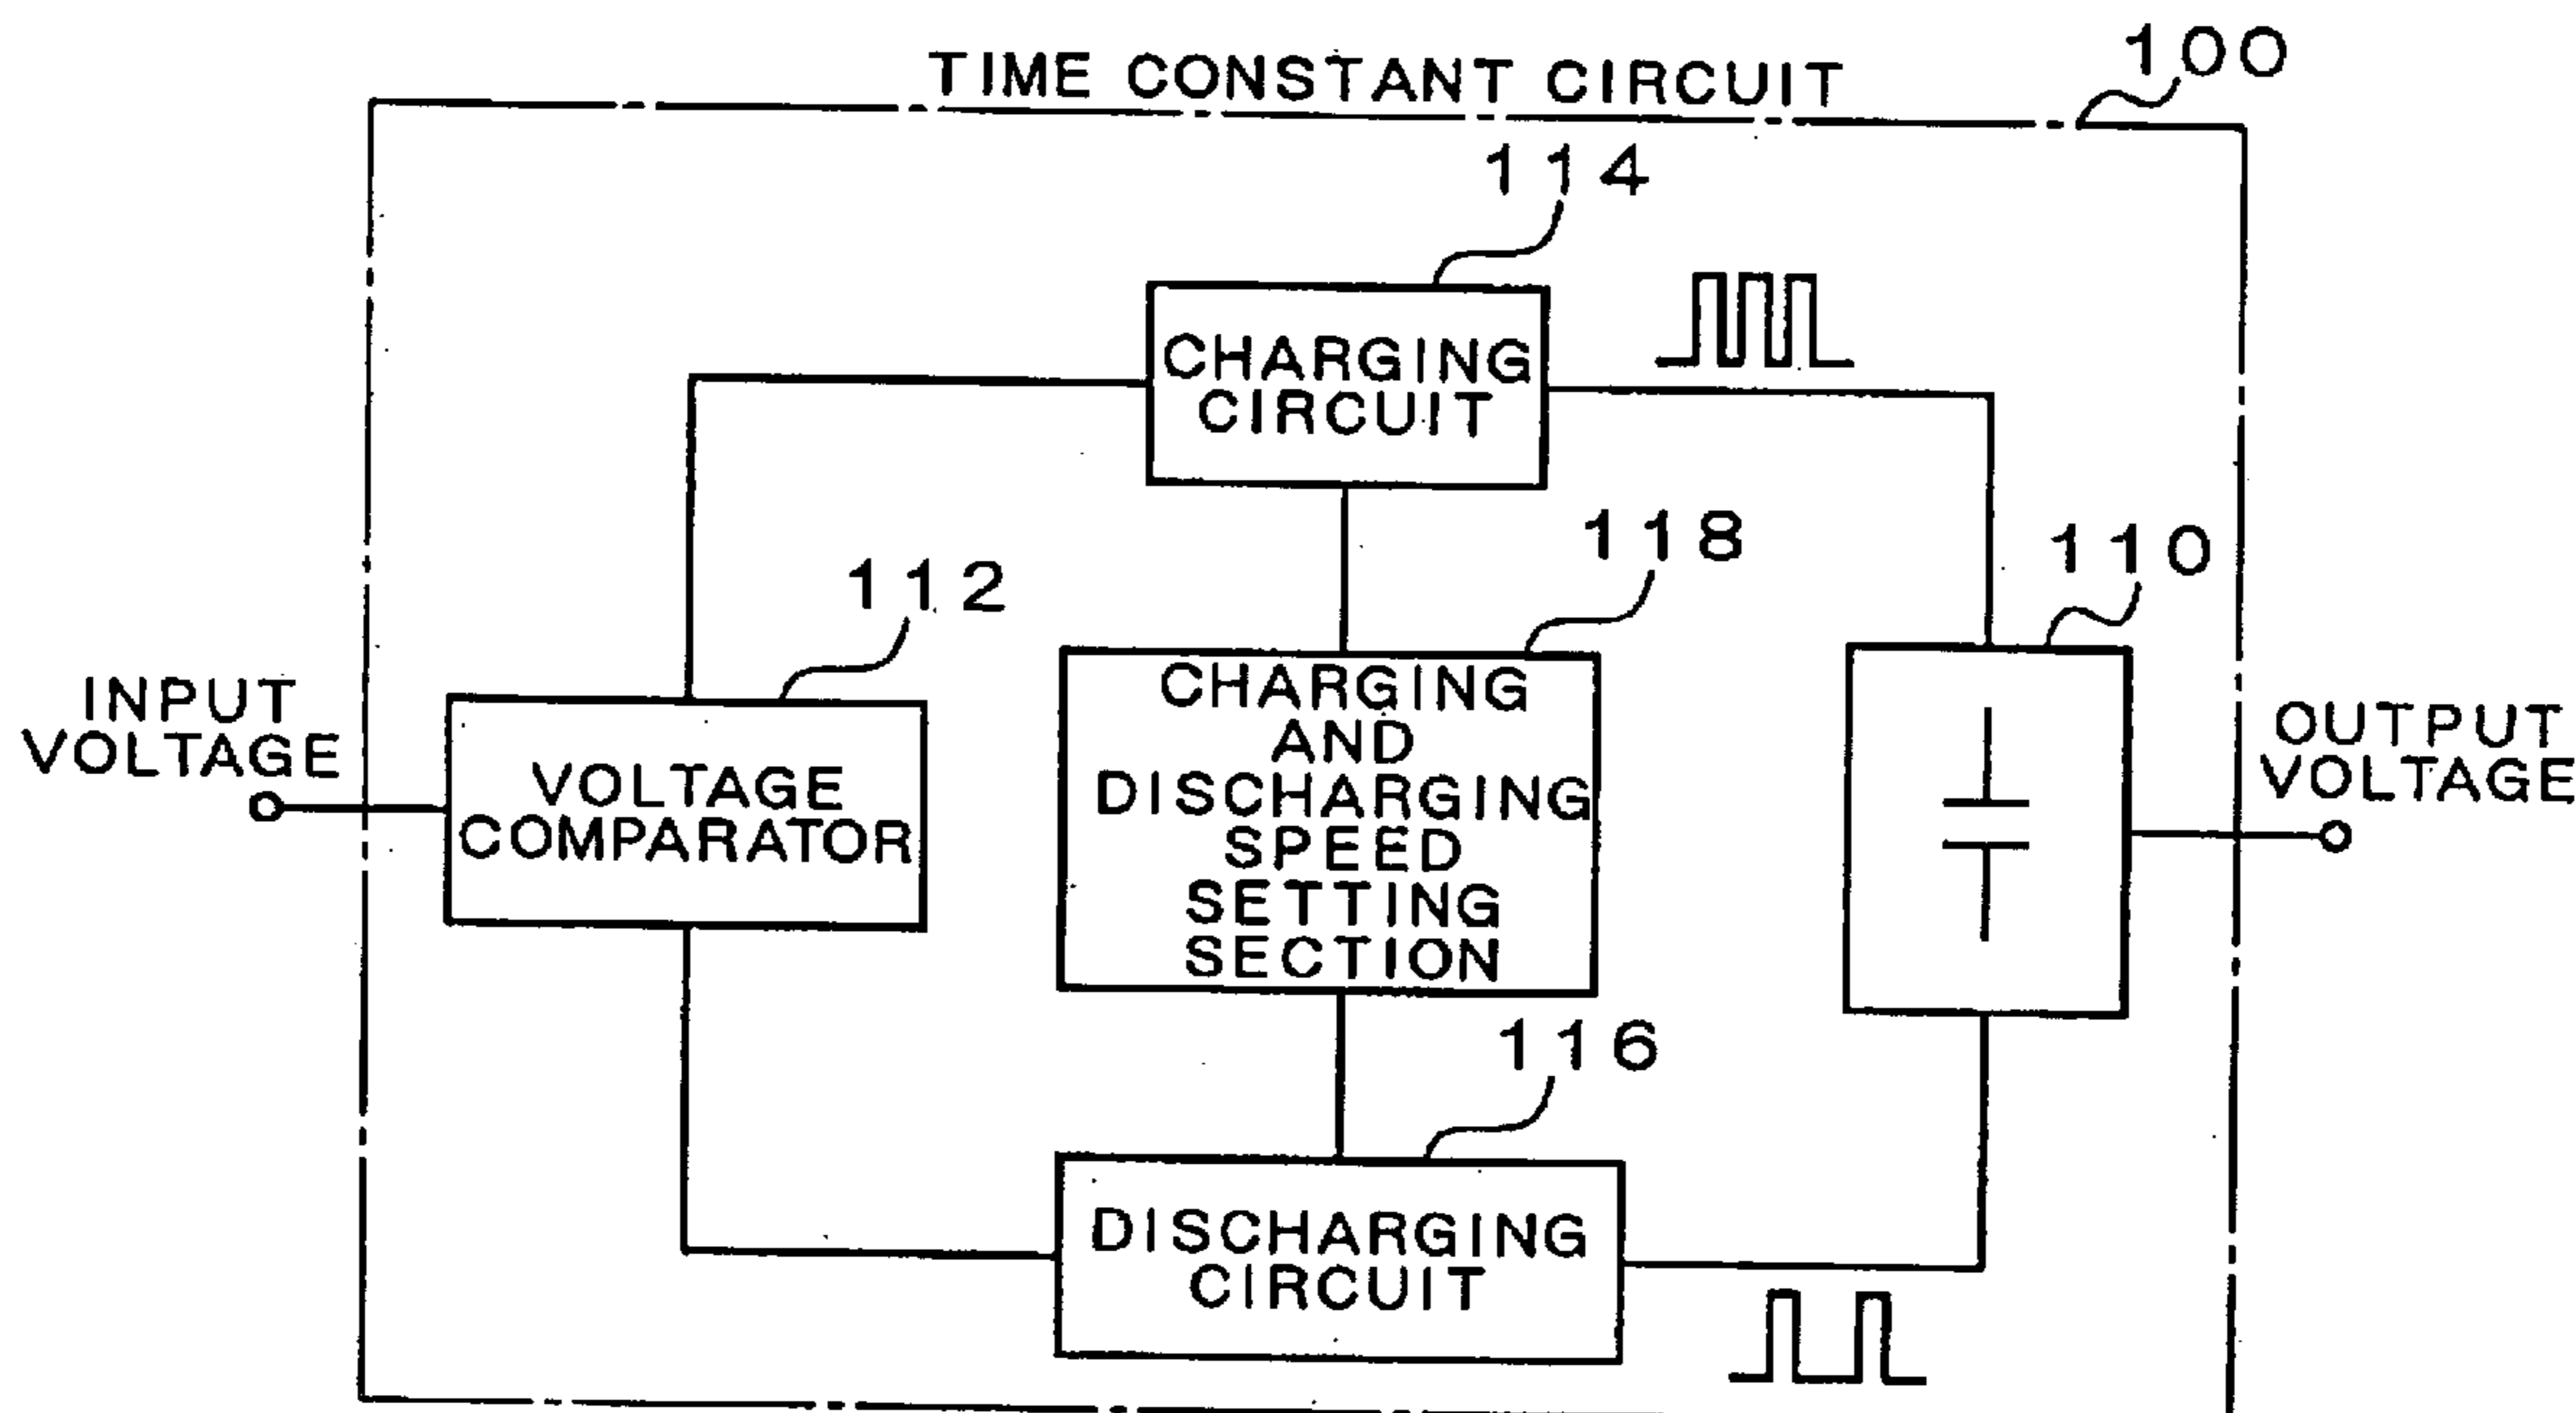 TIME CONSTANT CIRCUIT
100
114
CHARGING
CIRCUIT
118
110
112
INPUT
VOLTAGE
VOLTAGE
COMPARATOR
CHARGING
AND
DISCHARGING
SPEED
SETTING
SECTION
OUTPUT
VOLTAGE
116
DISCHARGING
CIRCUIT